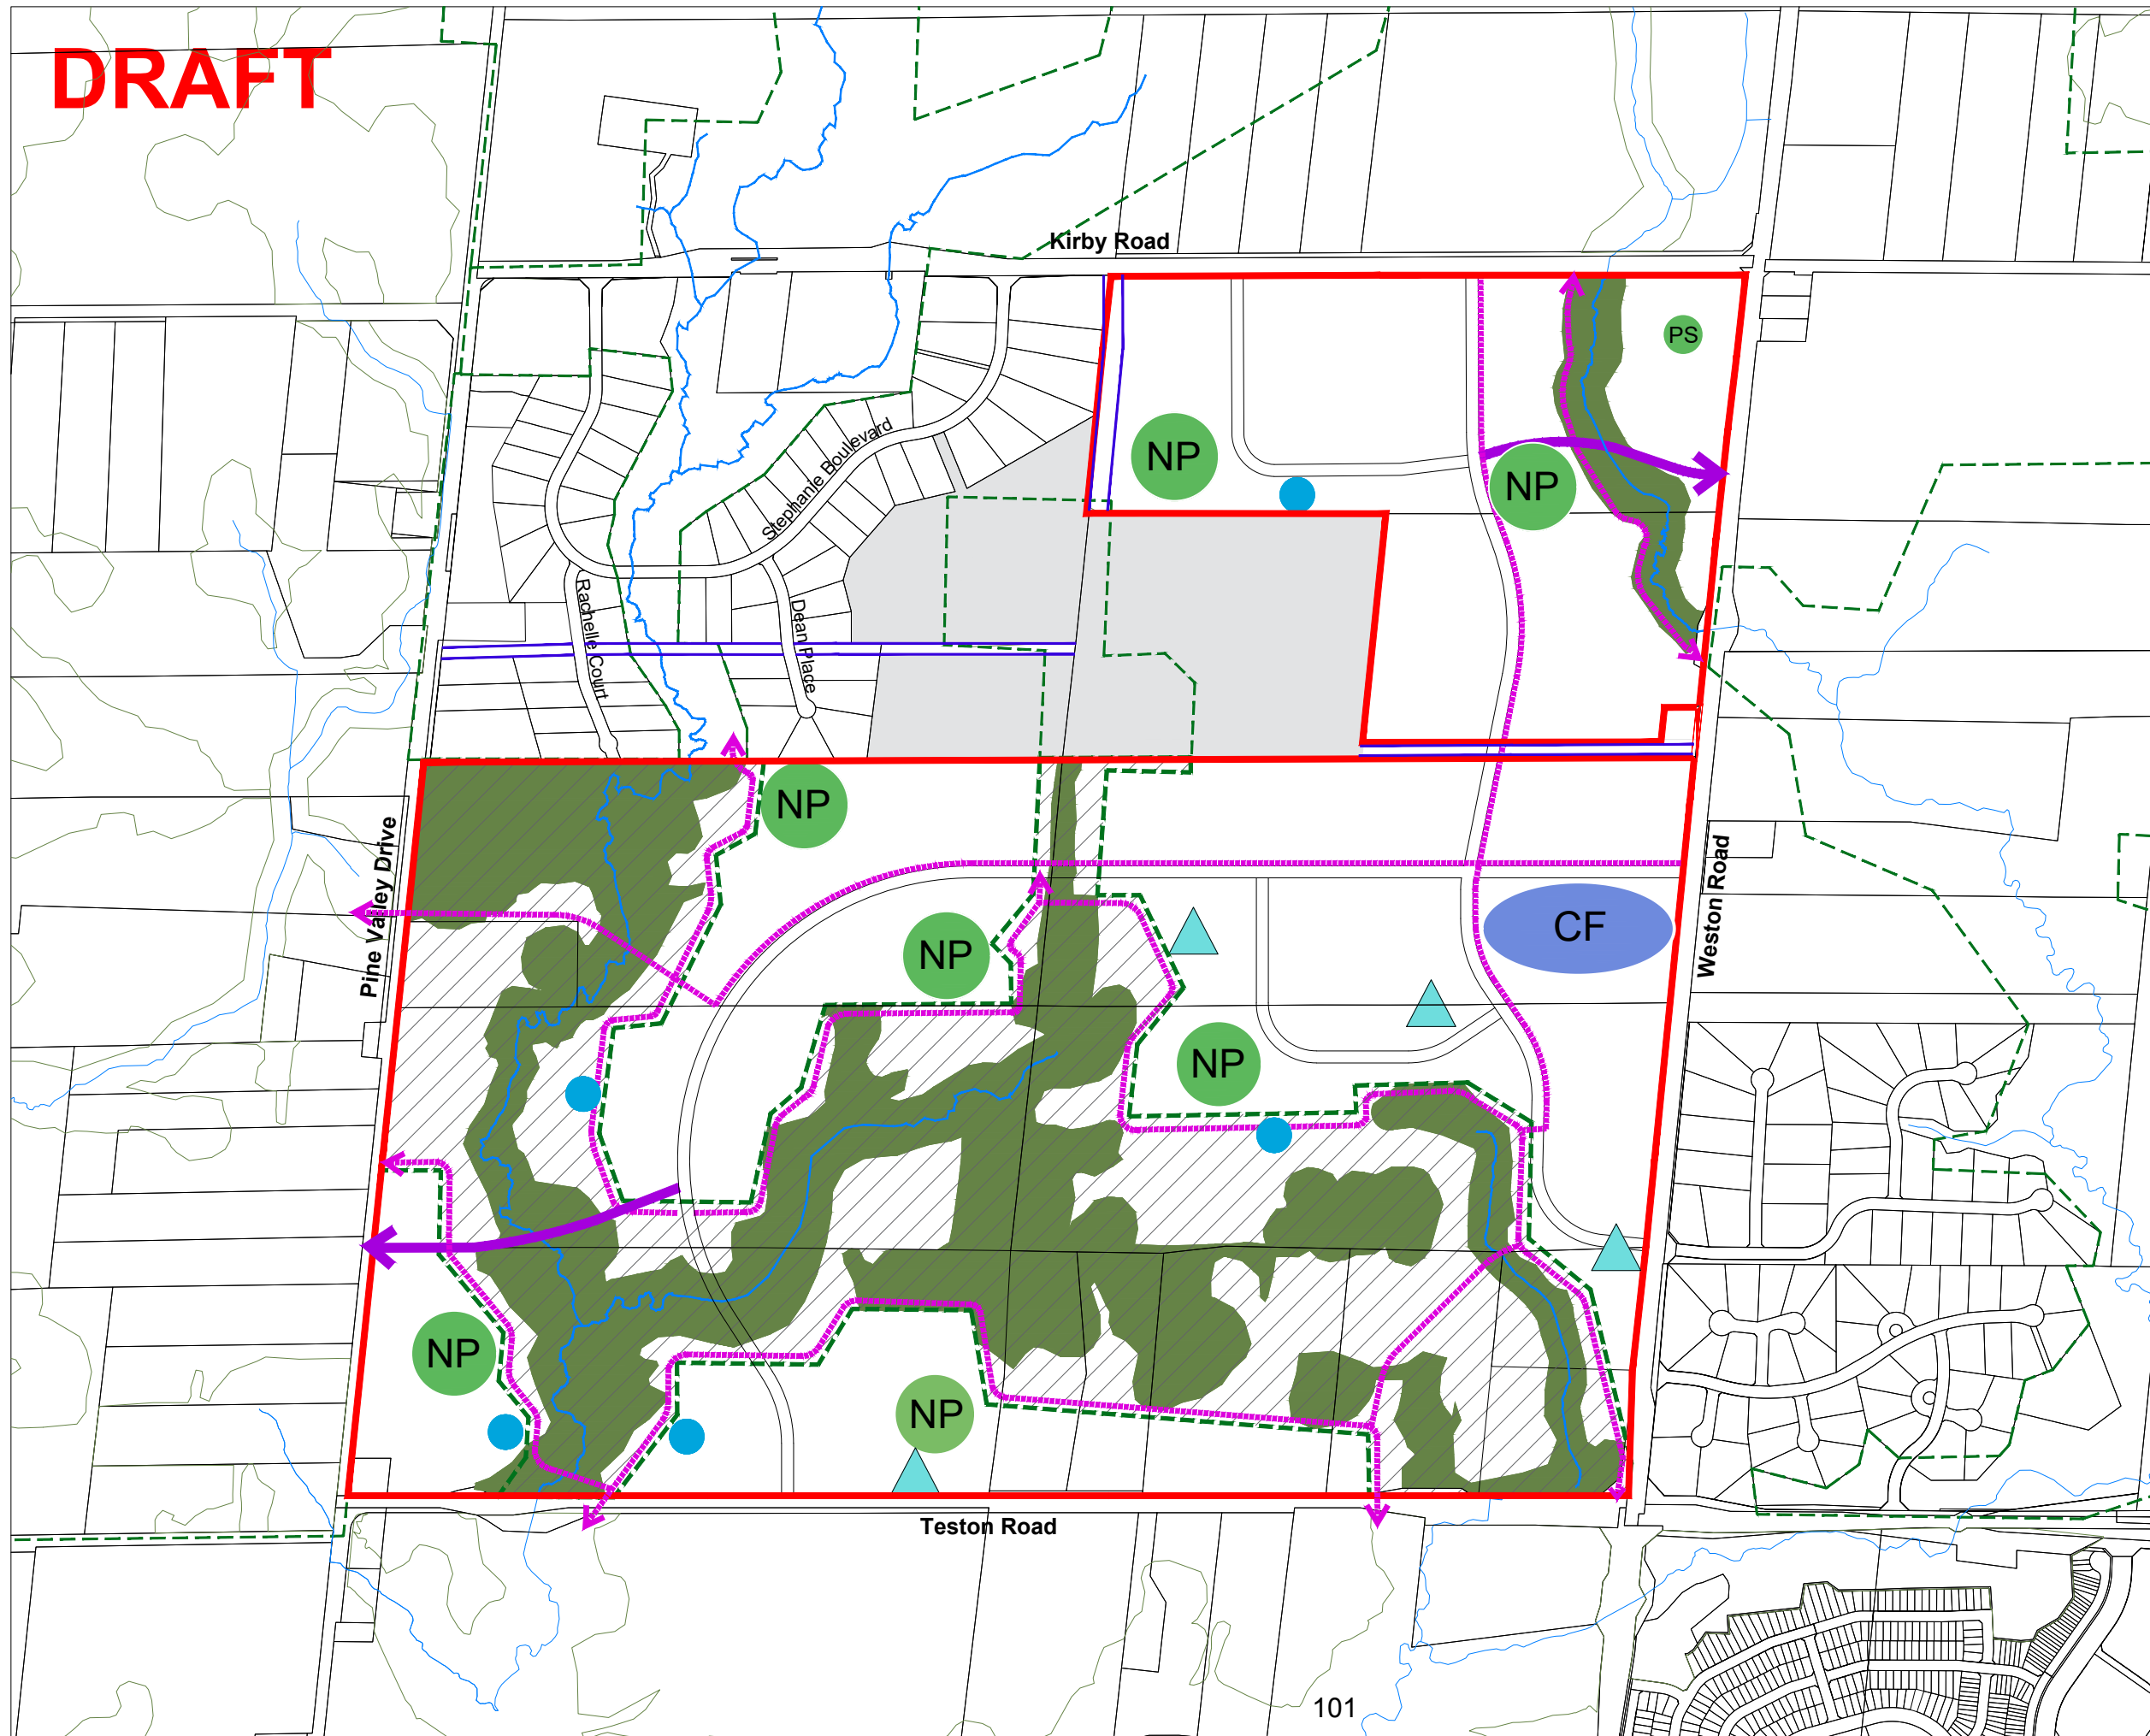 DRAFT
Kirby Road
PS
Stephanie Boulevard
NP
NP
Rachelle Court
Dean Place
NP
Pine Valley Drive
Weston Road
NP
CF
NP
NP
NP
Teston Road
101